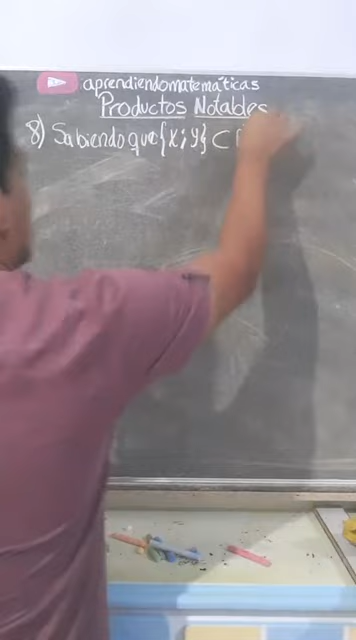 aprendiendomatemáticas
Productos Notables
8) Sabiendo que {x; y} ⊂